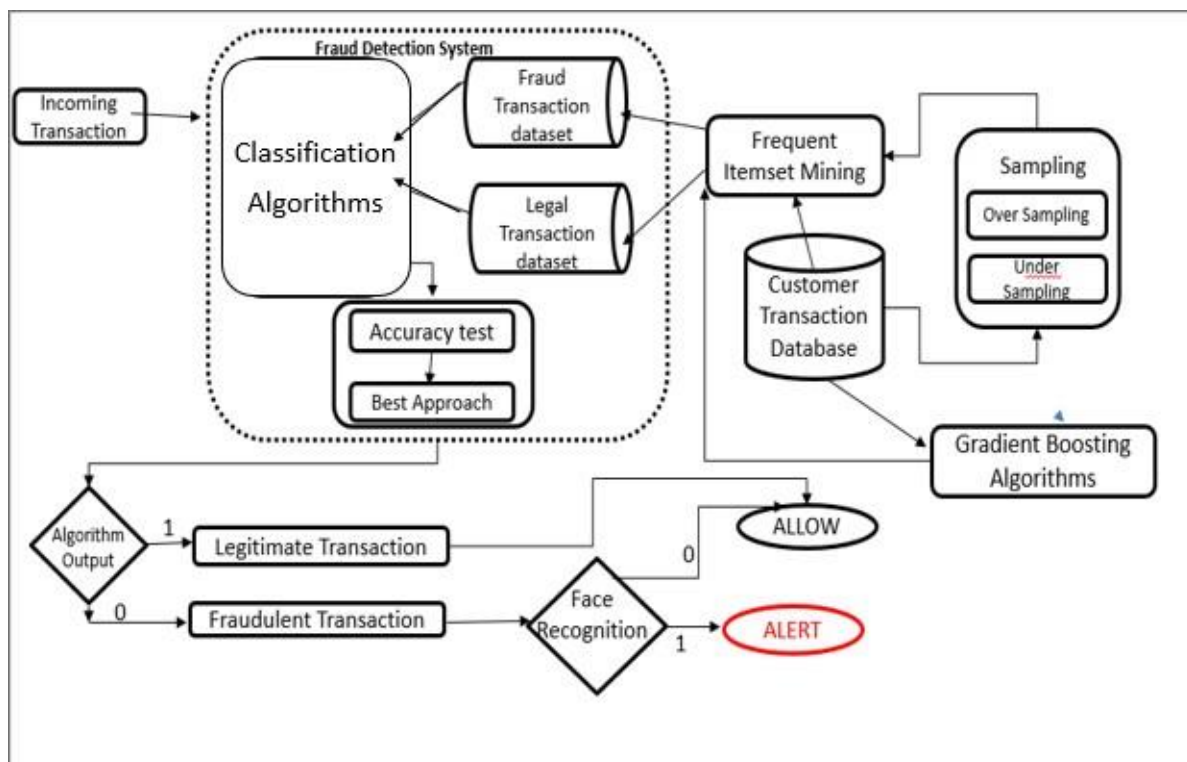 Fraud Detection System
Incoming
Transaction
Classification
Algorithms
Fraud
Transaction
dataset
Legal
Transaction
dataset
Accuracy test
Best Approach
Frequent
Itemset Mining
Customer
Transaction
Database
Sampling
Over Sampling
Under
Sampling
Gradient Boosting
Algorithms
Algorithm
Output
1
Legitimate Transaction
0
Fraudulent Transaction
Face
Recognition
0
ALLOW
1
ALERT